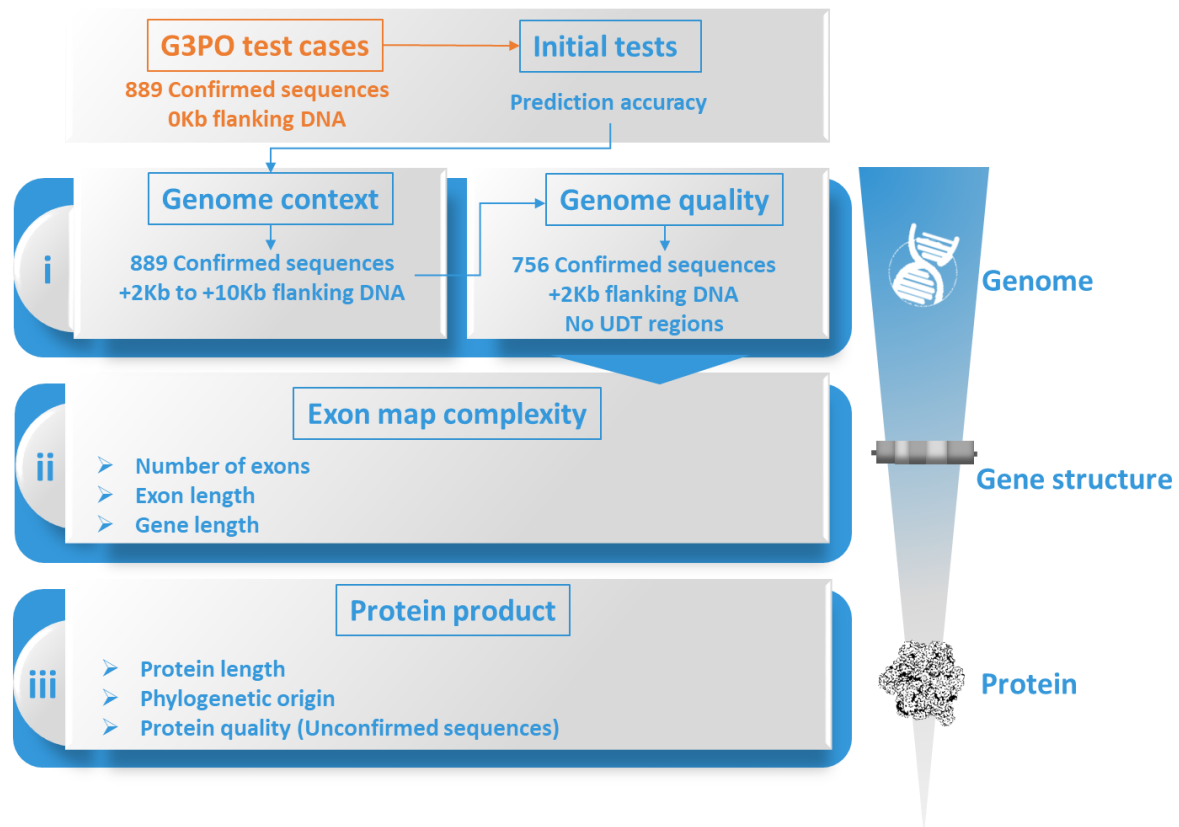 G3PO test cases
Initial tests
889 Confirmed sequences
0Kb flanking DNA
Prediction accuracy
i
Genome context
889 Confirmed sequences
+2Kb to +10Kb flanking DNA
Genome quality
756 Confirmed sequences
+2Kb flanking DNA
No UDT regions
Genome
ii
Exon map complexity
Number of exons
Exon length
Gene length
Gene structure
iii
Protein product
Protein length
Phylogenetic origin
Protein quality (Unconfirmed sequences)
Protein